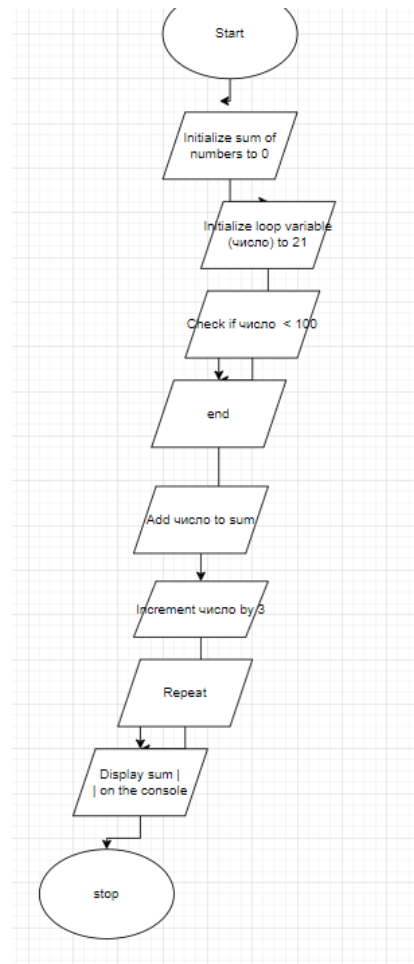 Start
Initialize sum of
numbers to 0
Initialize loop variable
(число) to 21
Check if число < 100
end
Add число to sum
Increment число by 3
Repeat
Display sum |
| on the console
stop